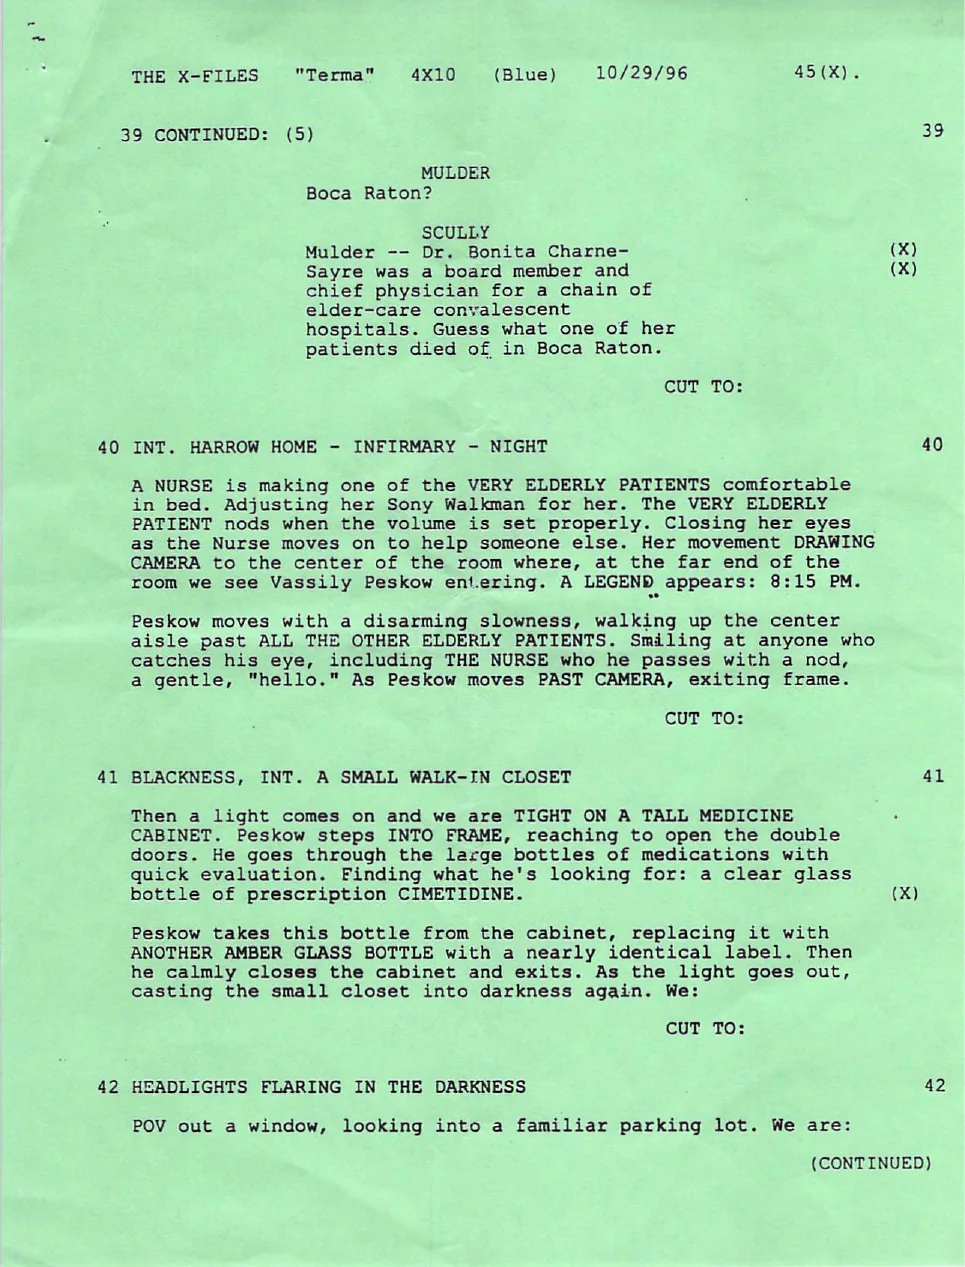 THE X-FILES "Terma" 4X10 (Blue) 10/29/96 45(X).
39 CONTINUED: (5) 39
MULDER
Boca Raton?
SCULLY
Mulder -- Dr. Bonita Charne- (X)
Sayre was a board member and (X)
chief physician for a chain of
elder-care convalescent
hospitals. Guess what one of her
patients died of in Boca Raton.
CUT TO:
40 INT. HARROW HOME - INFIRMARY - NIGHT 40
A NURSE is making one of the VERY ELDERLY PATIENTS comfortable
in bed. Adjusting her Sony Walkman for her. The VERY ELDERLY
PATIENT nods when the volume is set properly. Closing her eyes
as the Nurse moves on to help someone else. Her movement DRAWING
CAMERA to the center of the room where, at the far end of the
room we see Vassily Peskow entering. A LEGEND appears: 8:15 PM.
Peskow moves with a disarming slowness, walking up the center
aisle past ALL THE OTHER ELDERLY PATIENTS. Smiling at anyone who
catches his eye, including THE NURSE who he passes with a nod,
a gentle, "hello." As Peskow moves PAST CAMERA, exiting frame.
CUT TO:
41 BLACKNESS, INT. A SMALL WALK-IN CLOSET 41
Then a light comes on and we are TIGHT ON A TALL MEDICINE
CABINET. Peskow steps INTO FRAME, reaching to open the double
doors. He goes through the large bottles of medications with
quick evaluation. Finding what he's looking for: a clear glass
bottle of prescription CIMETIDINE. (X)
Peskow takes this bottle from the cabinet, replacing it with
ANOTHER AMBER GLASS BOTTLE with a nearly identical label. Then
he calmly closes the cabinet and exits. As the light goes out,
casting the small closet into darkness again. We:
CUT TO:
42 HEADLIGHTS FLARING IN THE DARKNESS 42
POV out a window, looking into a familiar parking lot. We are:
(CONTINUED)